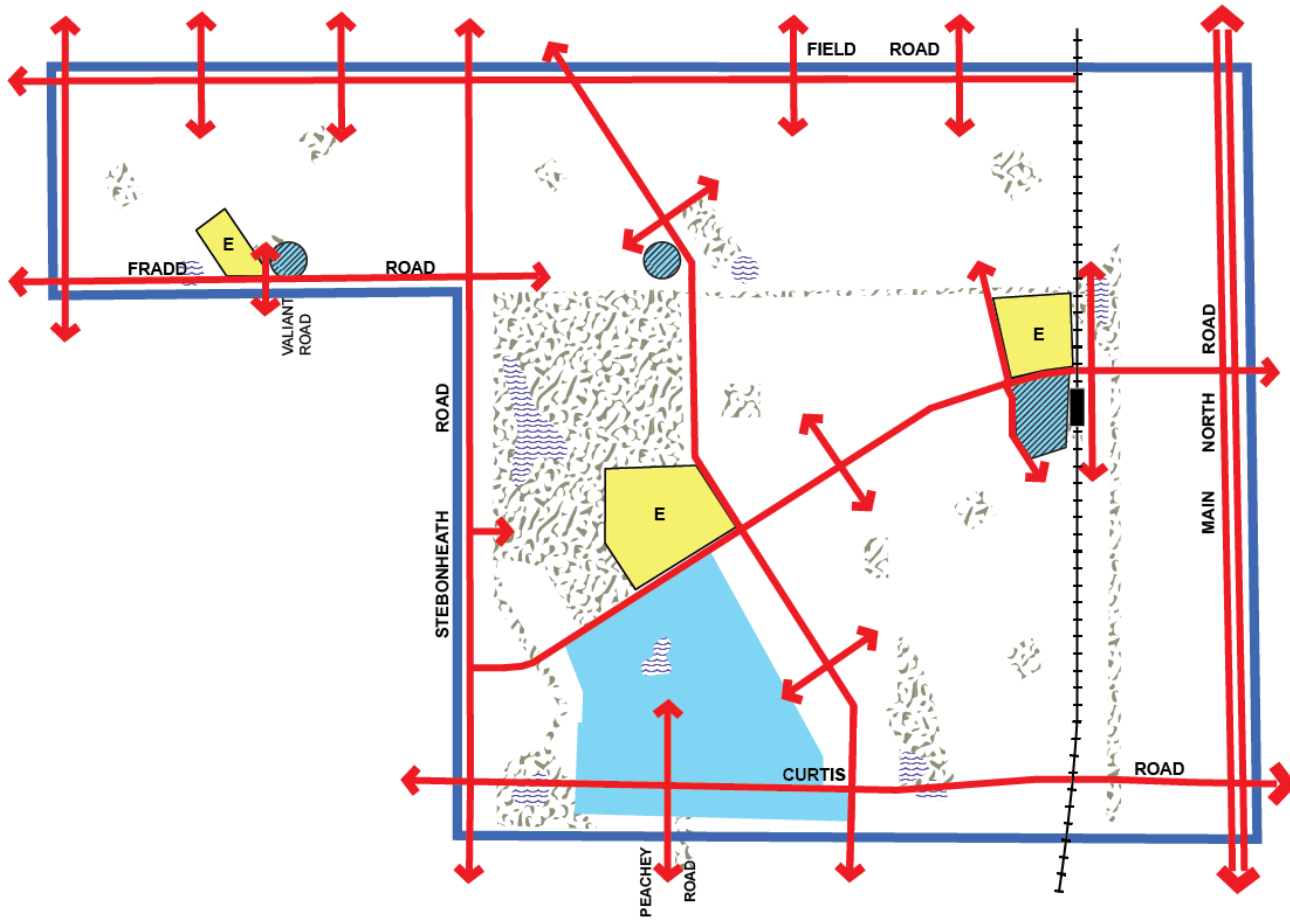 FIELD ROAD
E
FRADD ROAD
VALIANT
ROAD
E
STEBONHEATH ROAD
MAIN NORTH ROAD
E
CURTIS ROAD
PEACHEY
ROAD